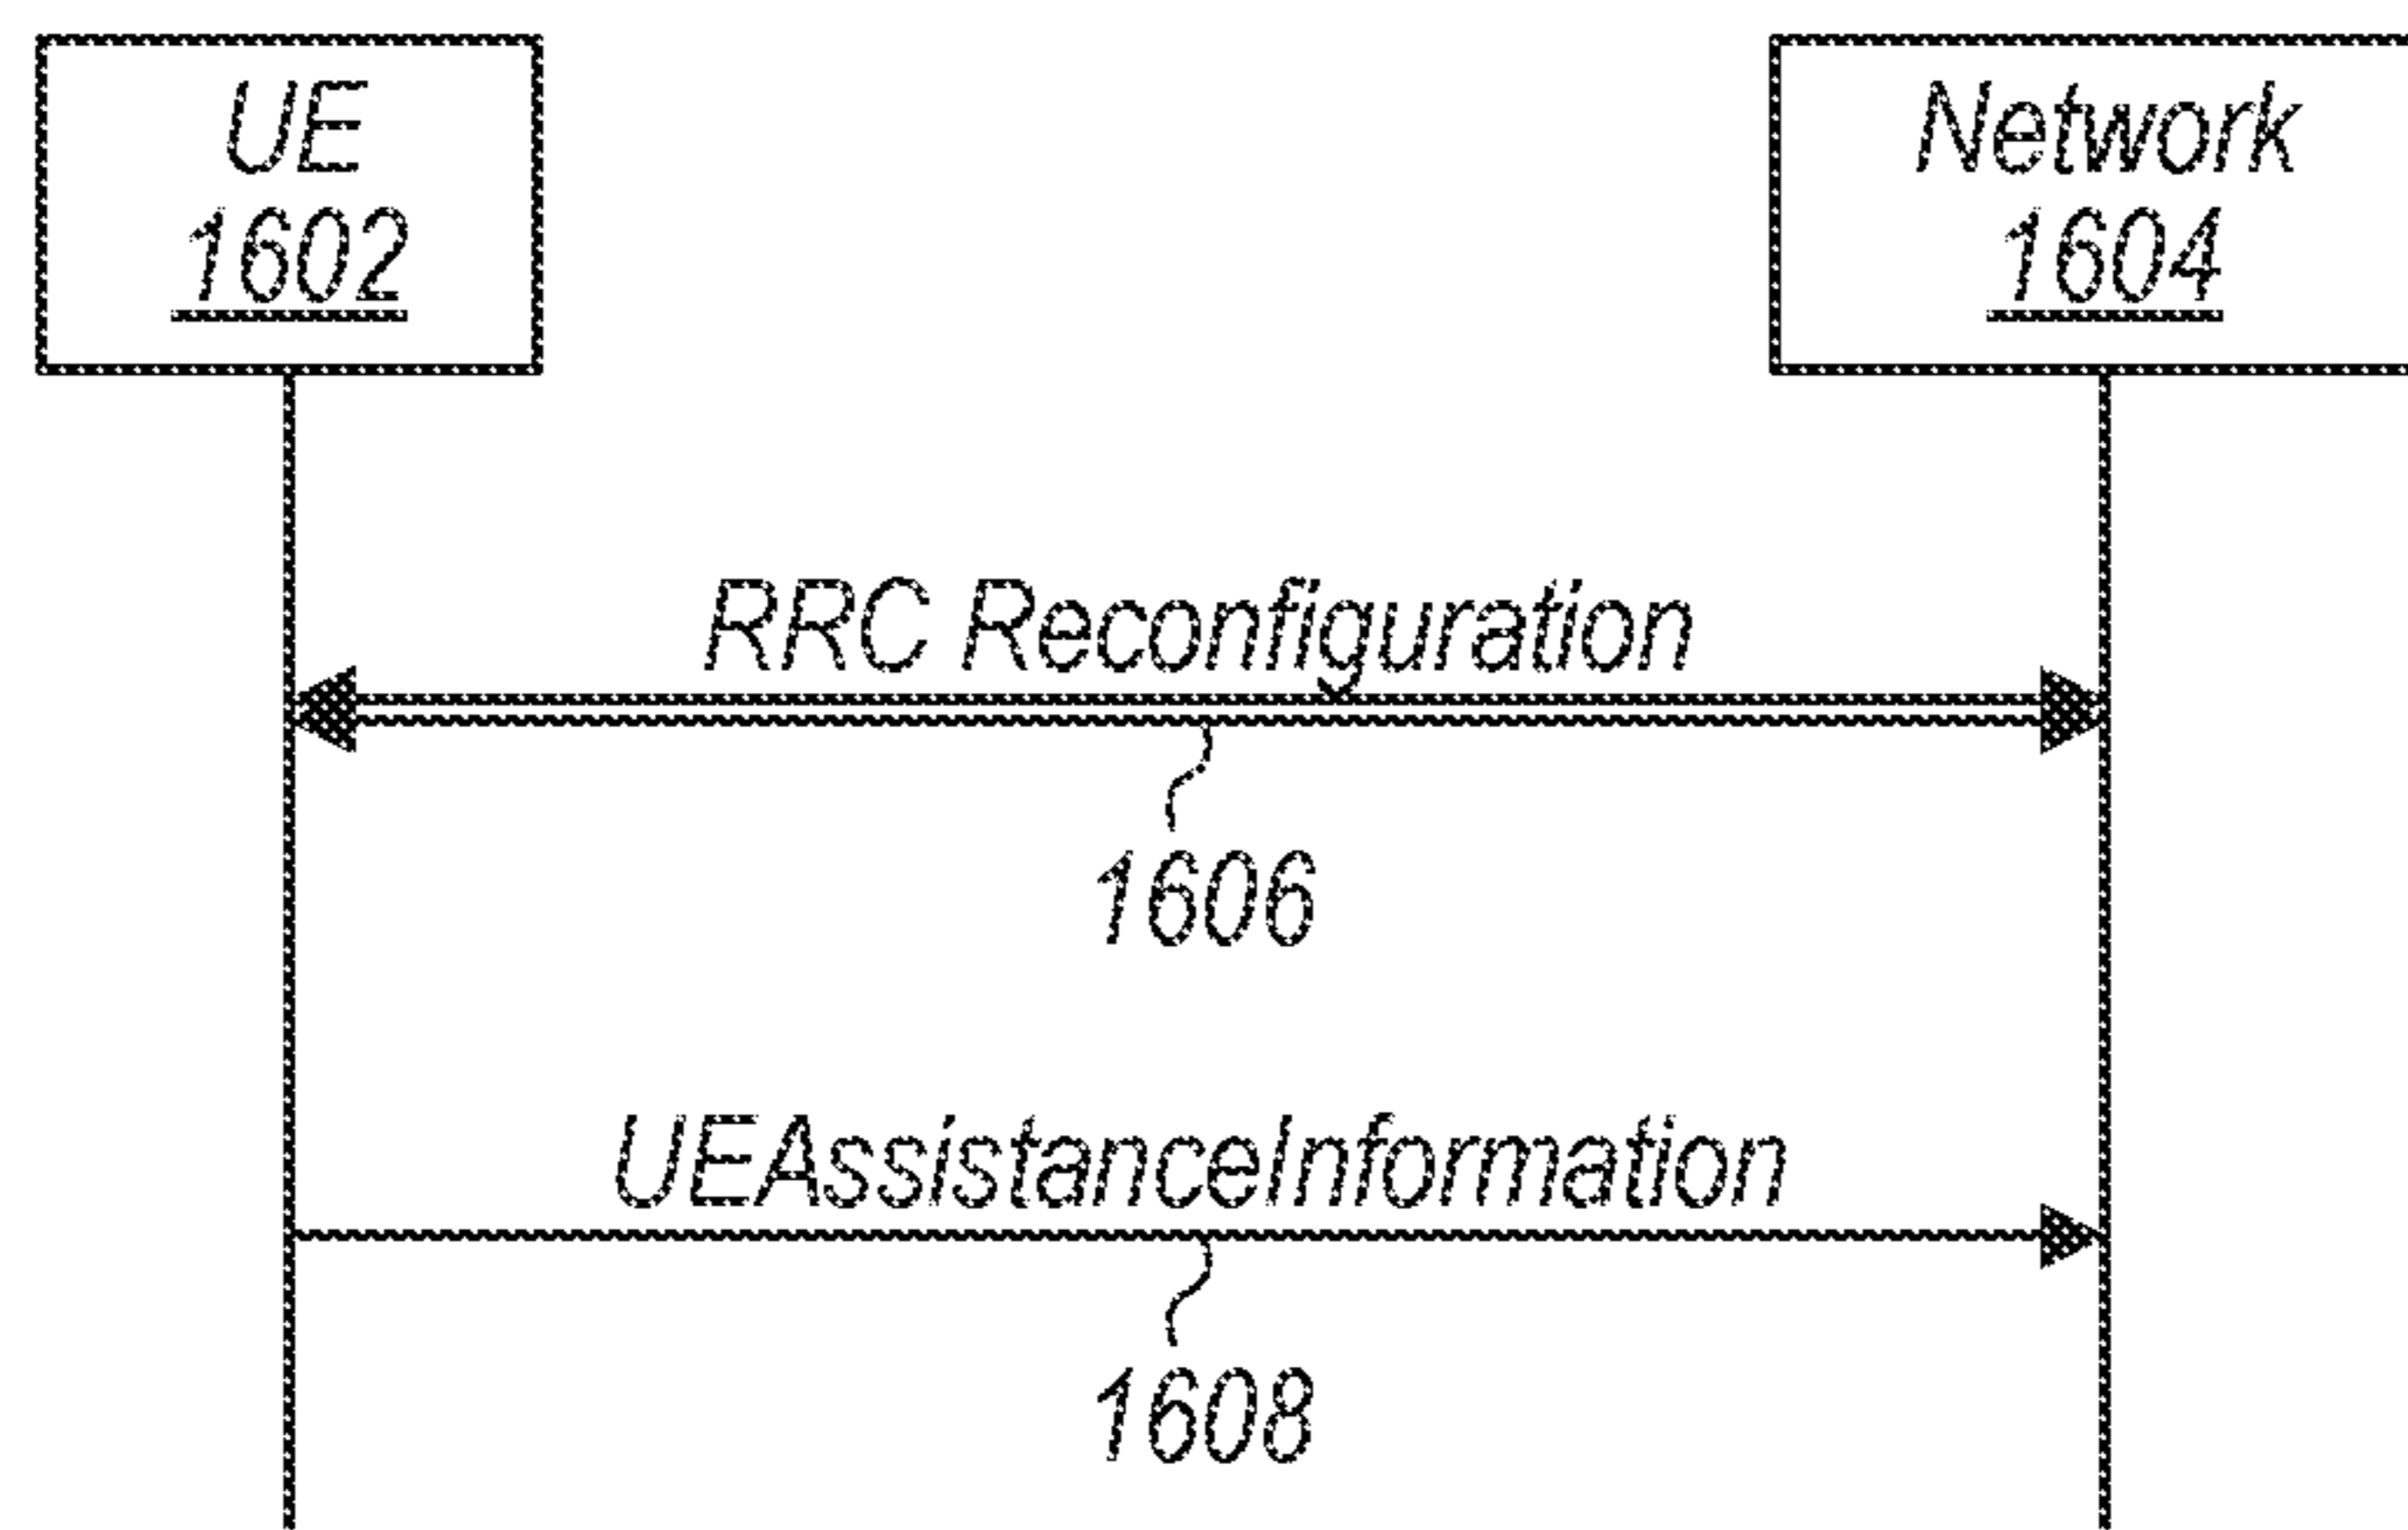 UE
1602
Network
1604
RRC Reconfiguration
1606
UEAssistanceInformation
1608